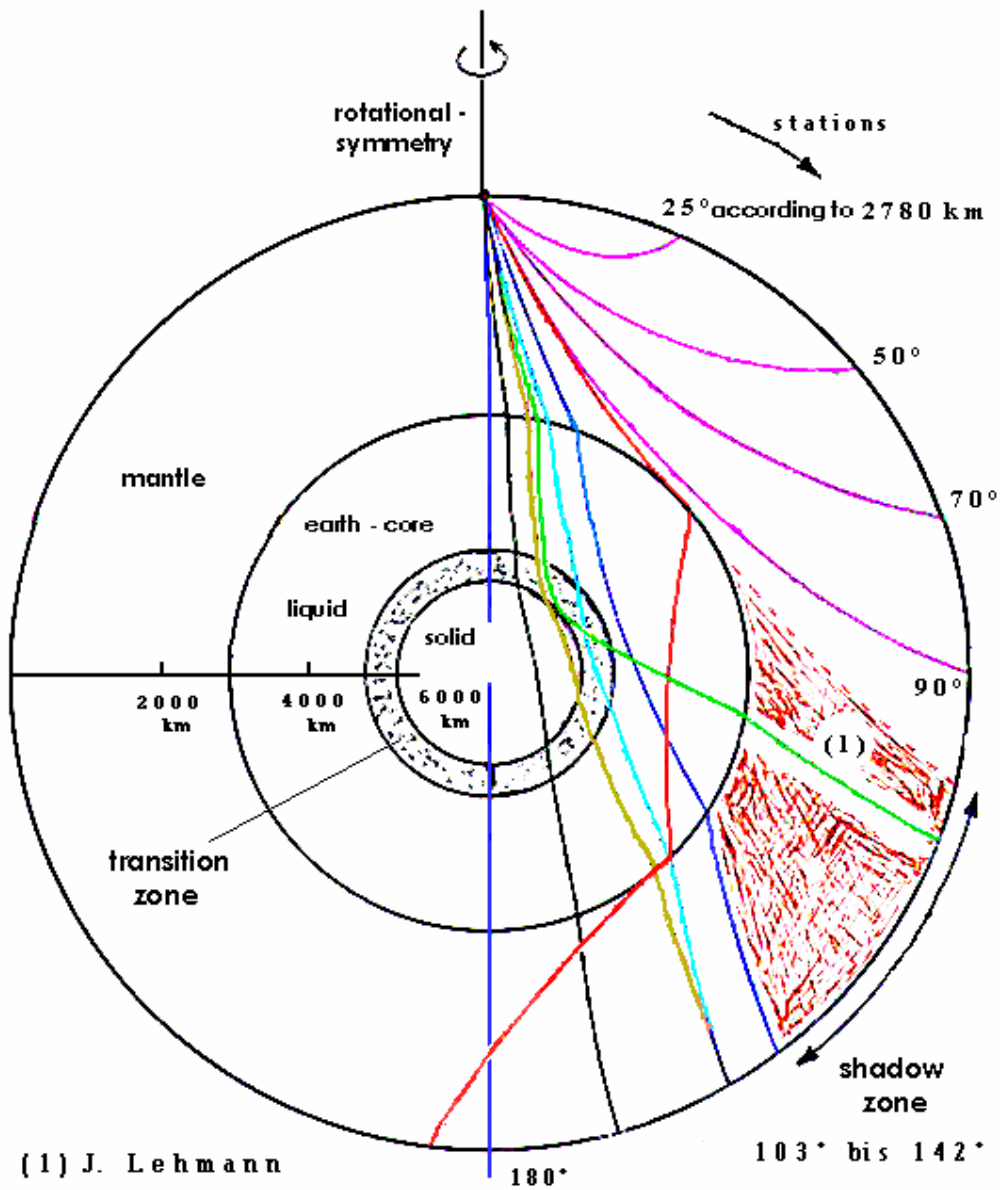 rotational -
symmetry
stations
25°according to 2780 km
50°
70°
90°
mantle
earth - core
liquid
solid
2000
km
4000
km
6000
km
(1)
transition
zone
shadow
zone
103° bis 142°
(1) J. Lehmann
180°